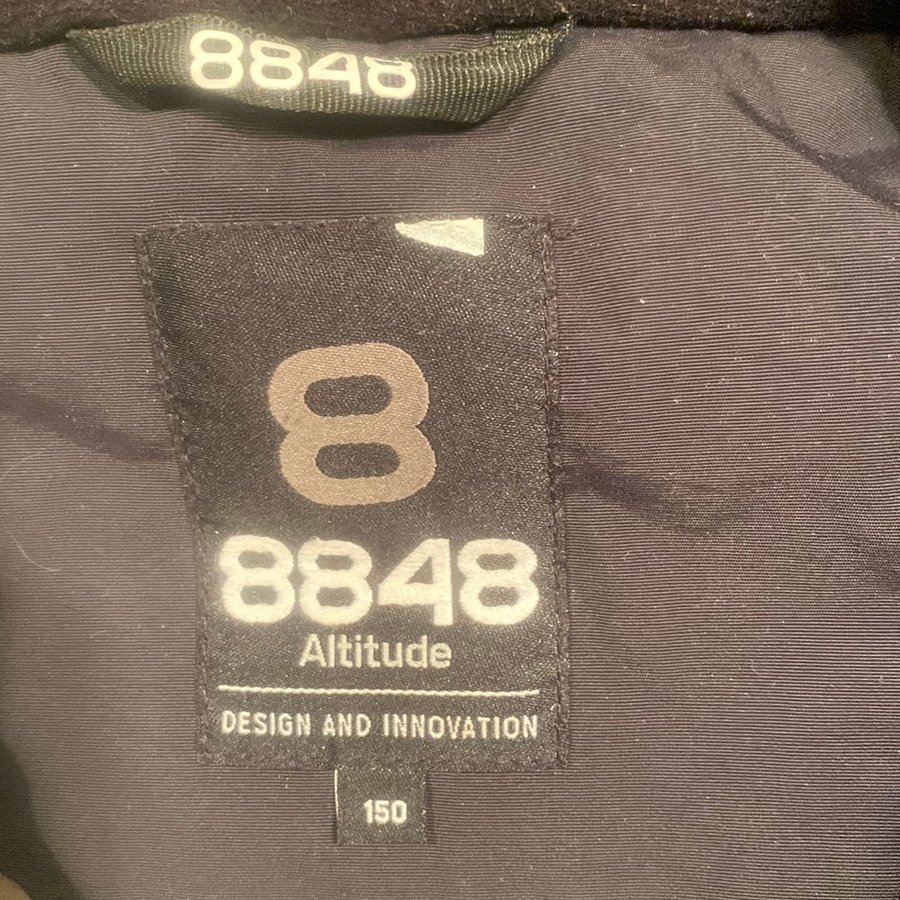 8848
8
8848
Altitude
DESIGN AND INNOVATION
150